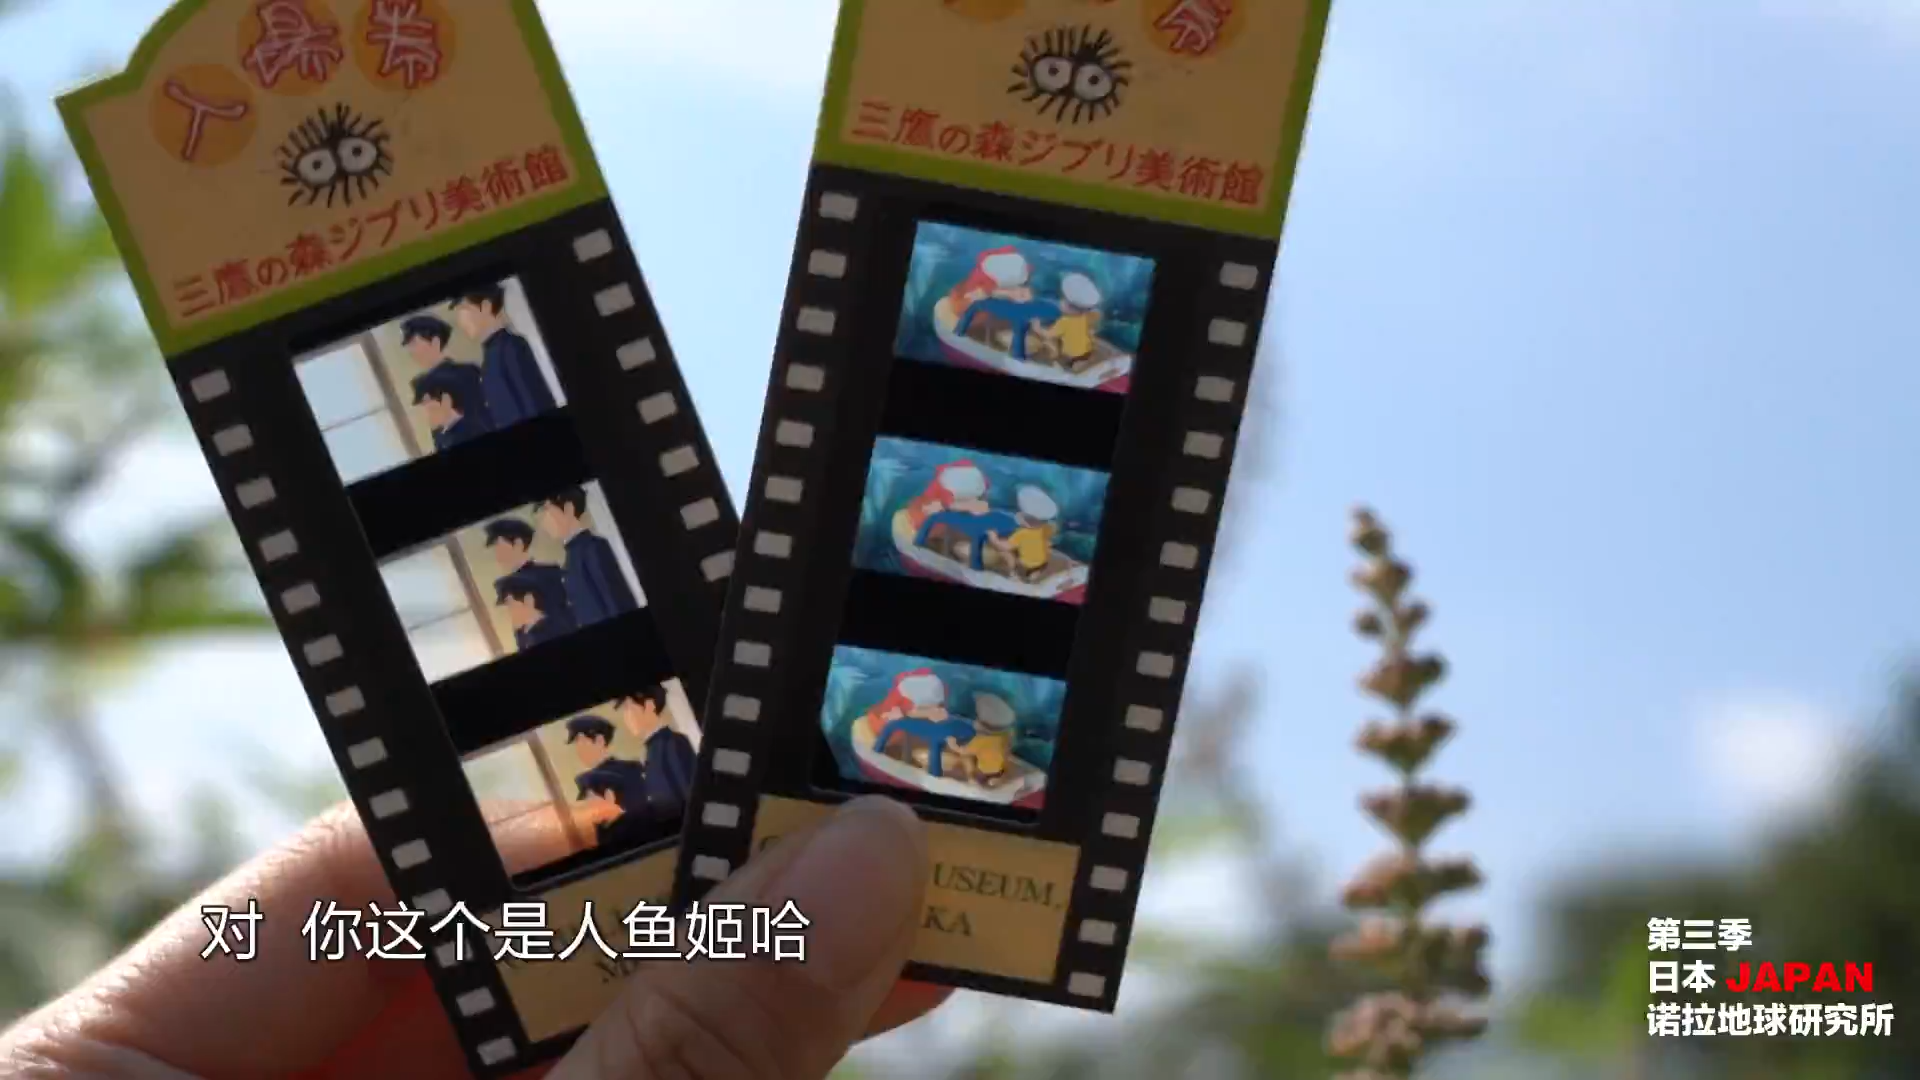 入場券
三鷹の森ジブリ美術館
券
三鷹の森ジブリ美術館
USEUM,
KA
对 你这个是人鱼姬哈
第三季
日本 JAPAN
诺拉地球研究所